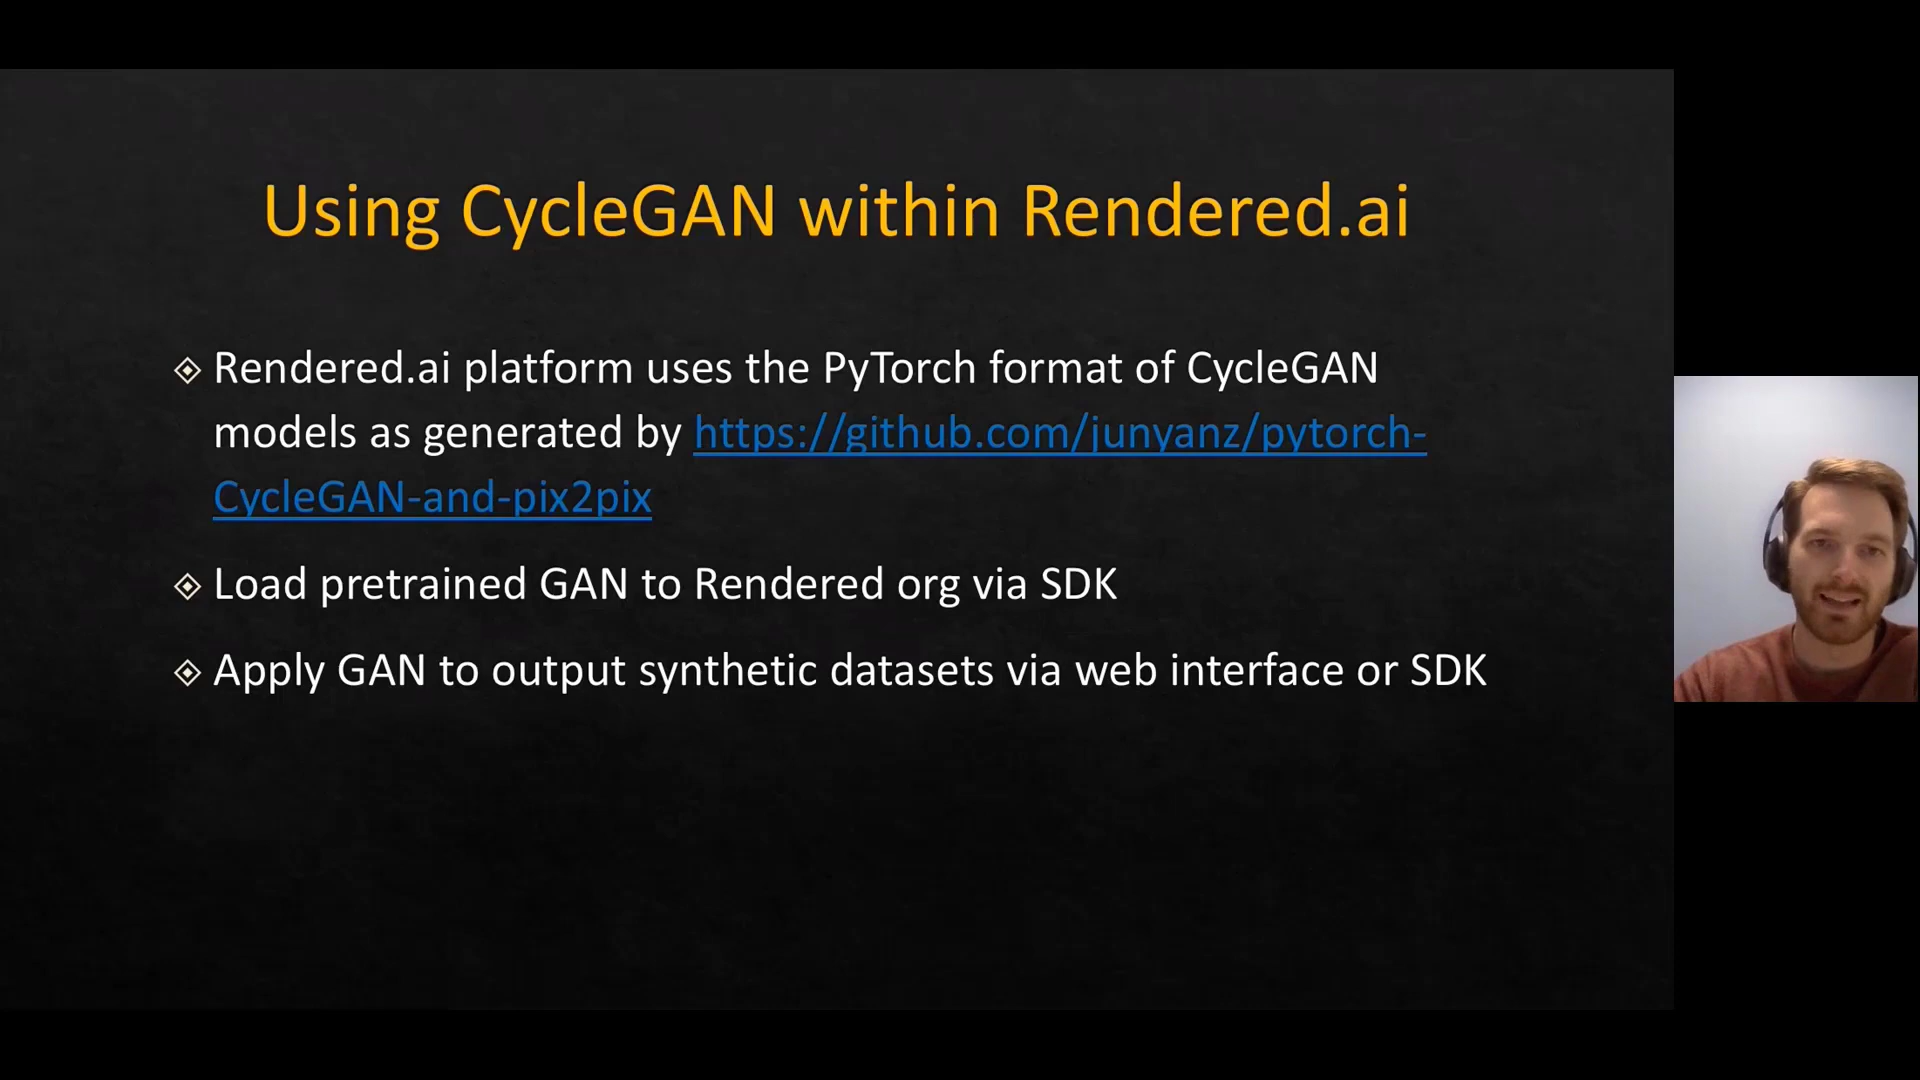 Using CycleGAN within Rendered.ai
Rendered.ai platform uses the PyTorch format of CycleGAN
models as generated by https://github.com/junyanz/pytorch-
CycleGAN-and-pix2pix
Load pretrained GAN to Rendered org via SDK
Apply GAN to output synthetic datasets via web interface or SDK